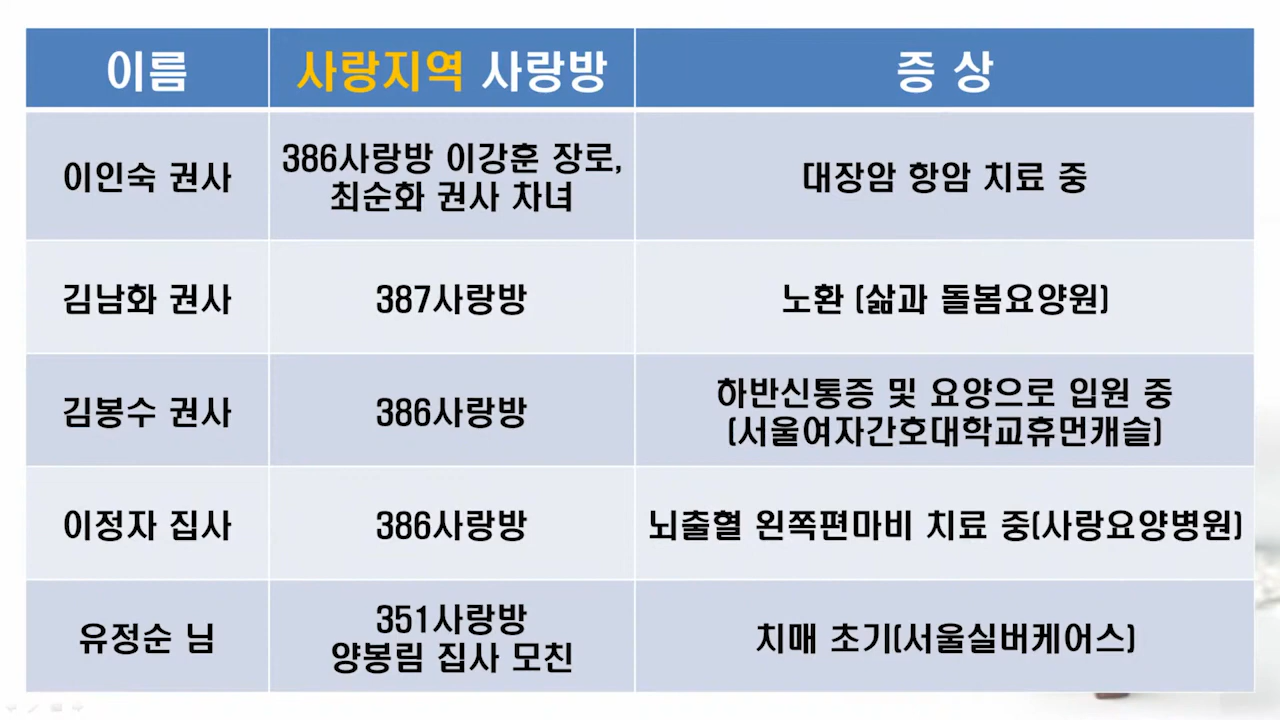 이름 사랑지역 사랑방 증 상
이인숙 권사 386사랑방 이강훈 장로, 최순화 권사 차녀 대장암 항암 치료 중
김남화 권사 387사랑방 노환 (삶과 돌봄요양원)
김봉수 권사 386사랑방 하반신통증 및 요양으로 입원 중 (서울여자간호대학교휴먼캐슬)
이정자 집사 386사랑방 뇌출혈 왼쪽편마비 치료 중(사랑요양병원)
유정순 님 351사랑방 양봉림 집사 모친 치매 초기(서울실버케어스)